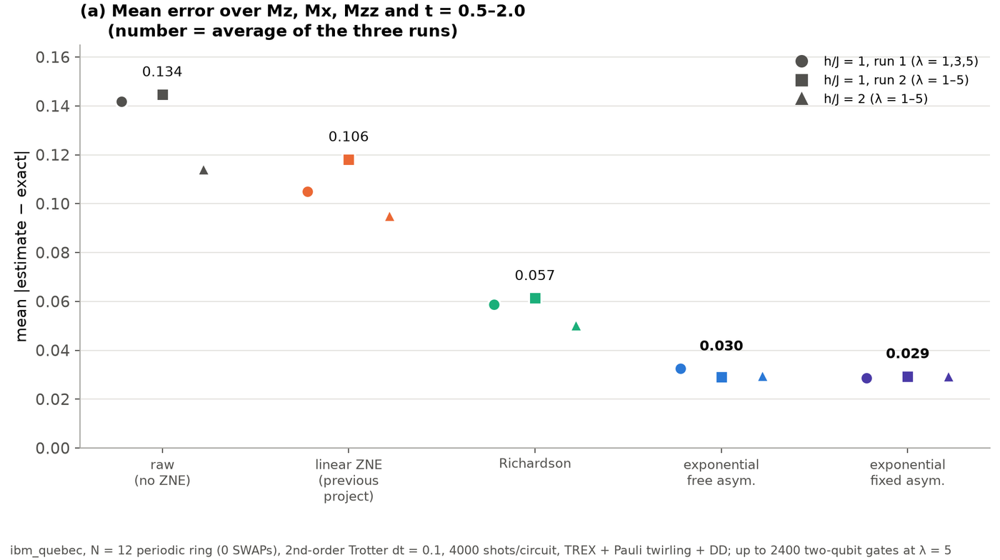 (a) Mean error over Mz, Mx, Mzz and t = 0.5–2.0
(number = average of the three runs)
h/J = 1, run 1 (λ = 1,3,5)
h/J = 1, run 2 (λ = 1–5)
h/J = 2 (λ = 1–5)
mean |estimate − exact|
0.16
0.14
0.12
0.10
0.08
0.06
0.04
0.02
0.00
0.134
0.106
0.057
0.030
0.029
raw
(no ZNE)
linear ZNE
(previous
project)
Richardson
exponential
free asym.
exponential
fixed asym.
ibm_quebec, N = 12 periodic ring (0 SWAPs), 2nd-order Trotter dt = 0.1, 4000 shots/circuit, TREX + Pauli twirling + DD; up to 2400 two-qubit gates at λ = 5